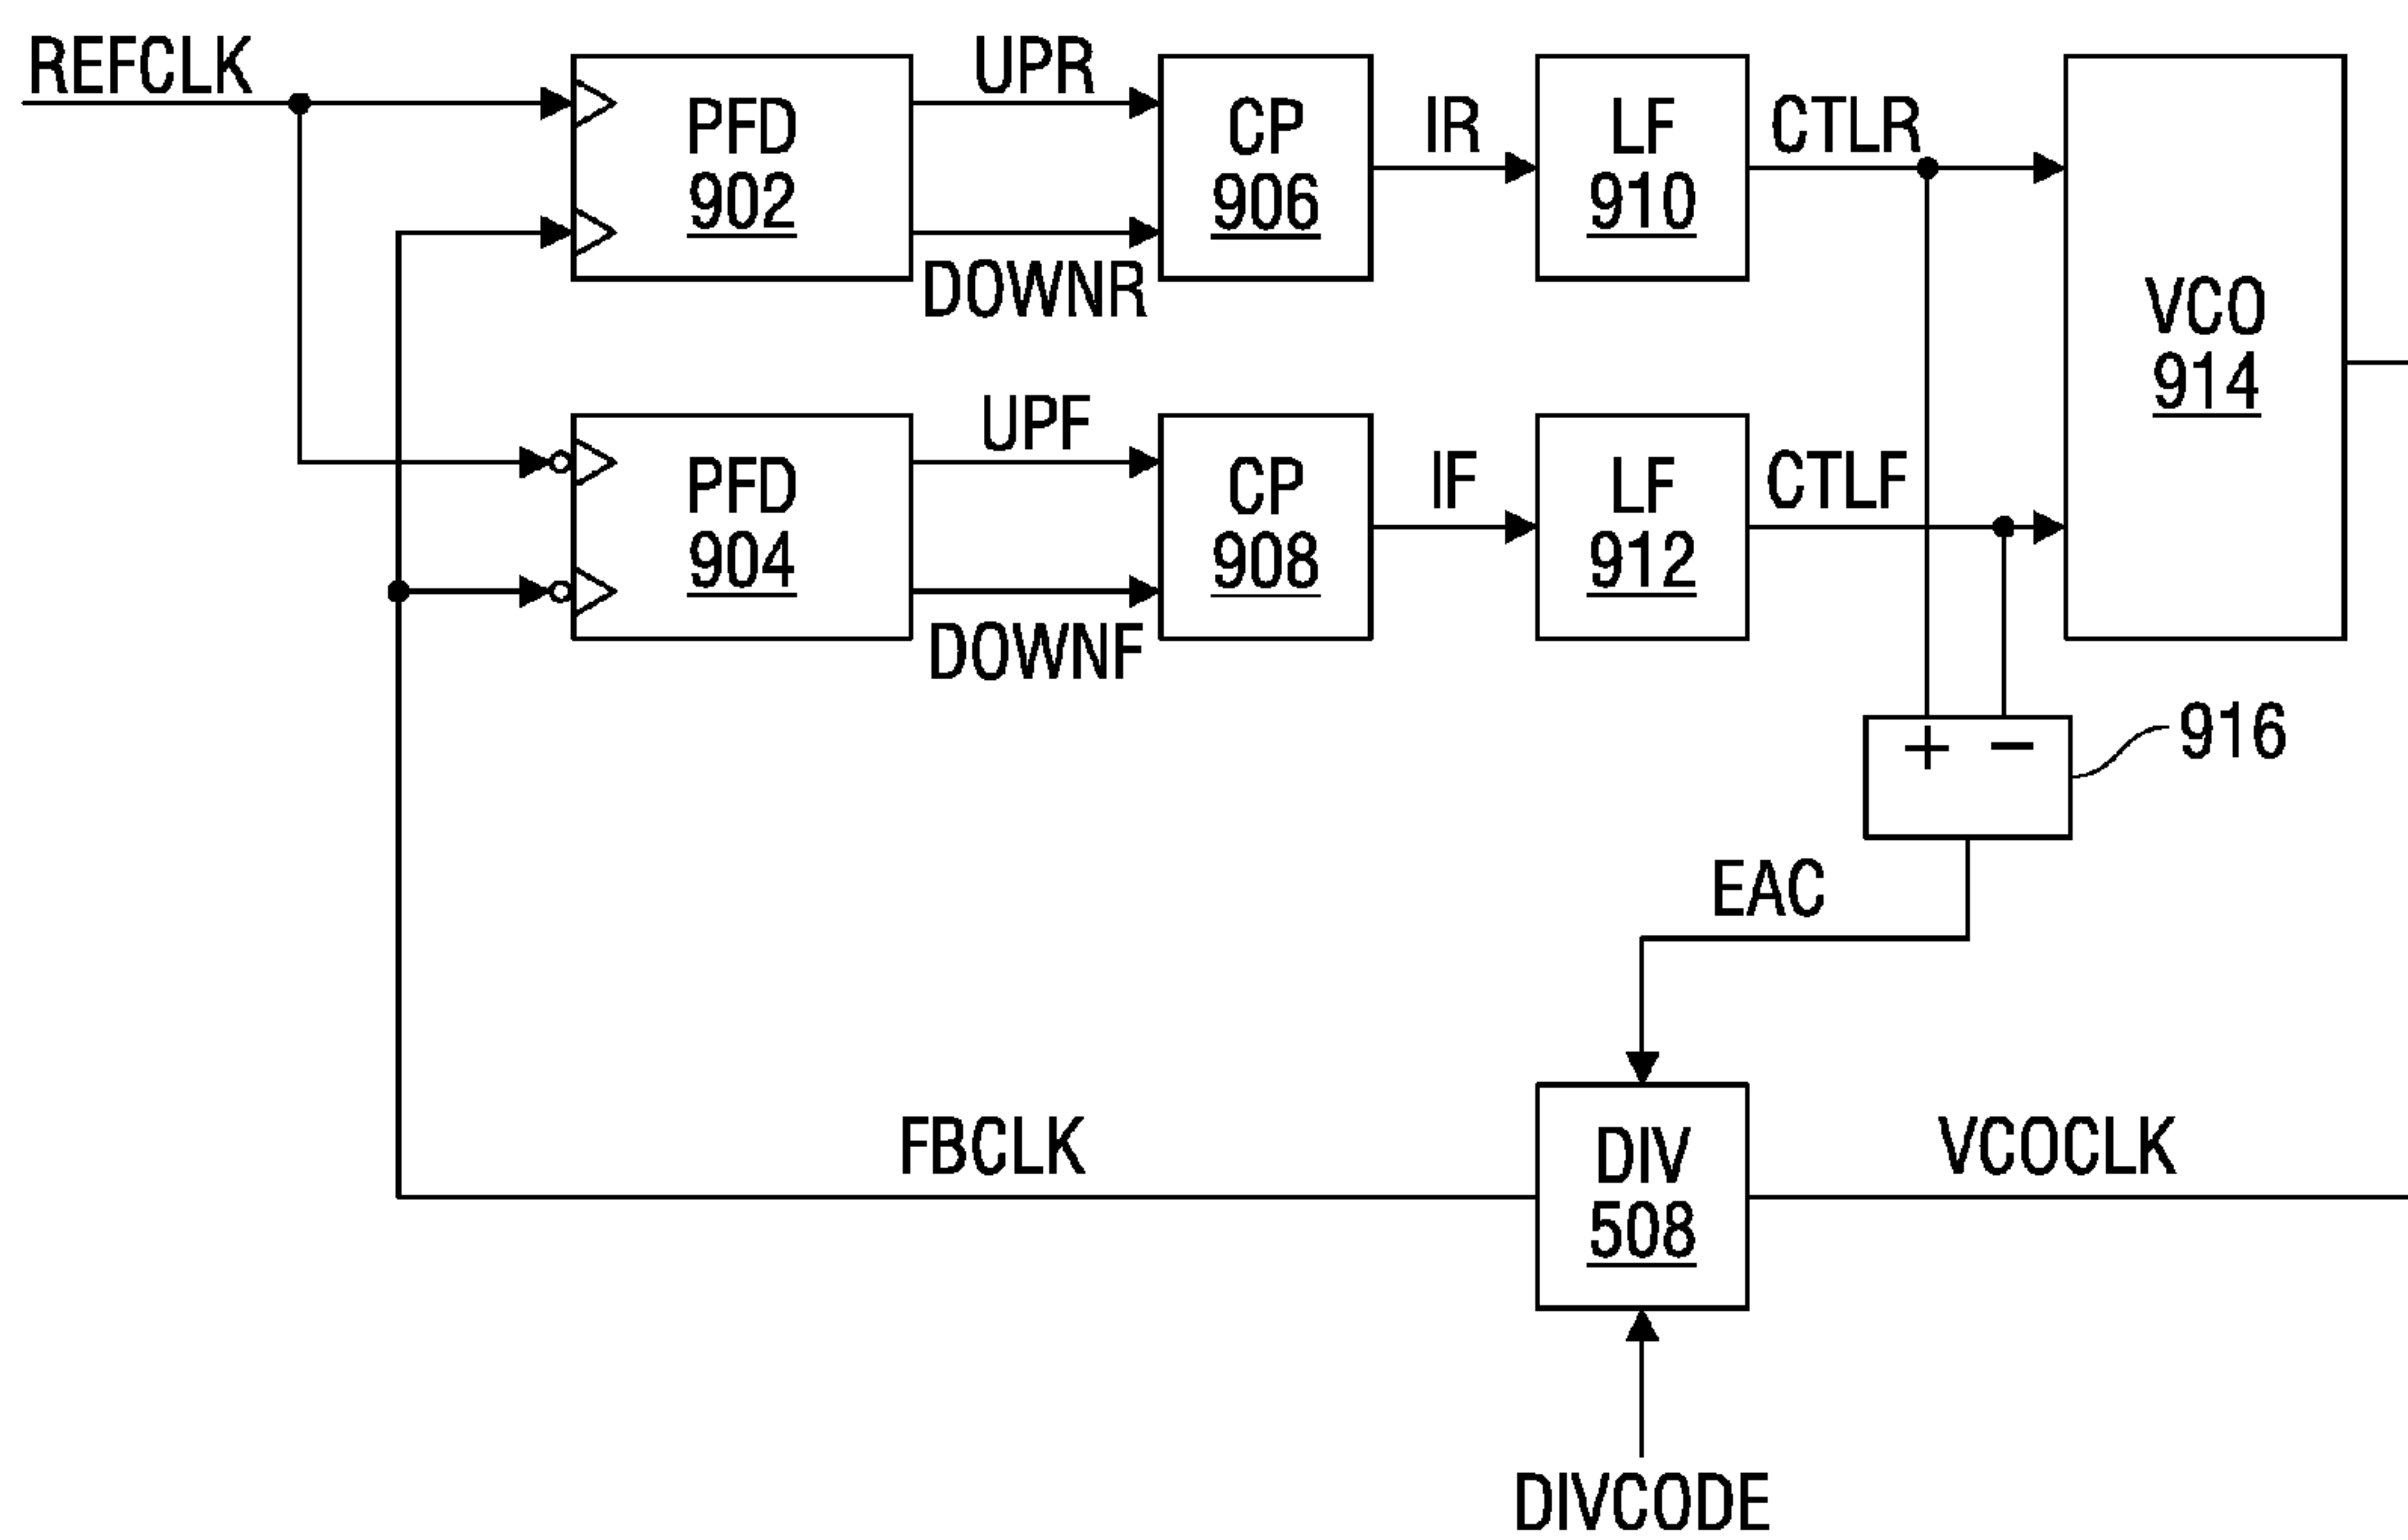 REFCLK
PFD
902
UPR
DOWNR
CP
906
IR
LF
910
CTLR
VCO
914
PFD
904
UPF
DOWNF
CP
908
IF
LF
912
CTLF
+ −
916
EAC
FBCLK
DIV
508
VCOCLK
DIVCODE